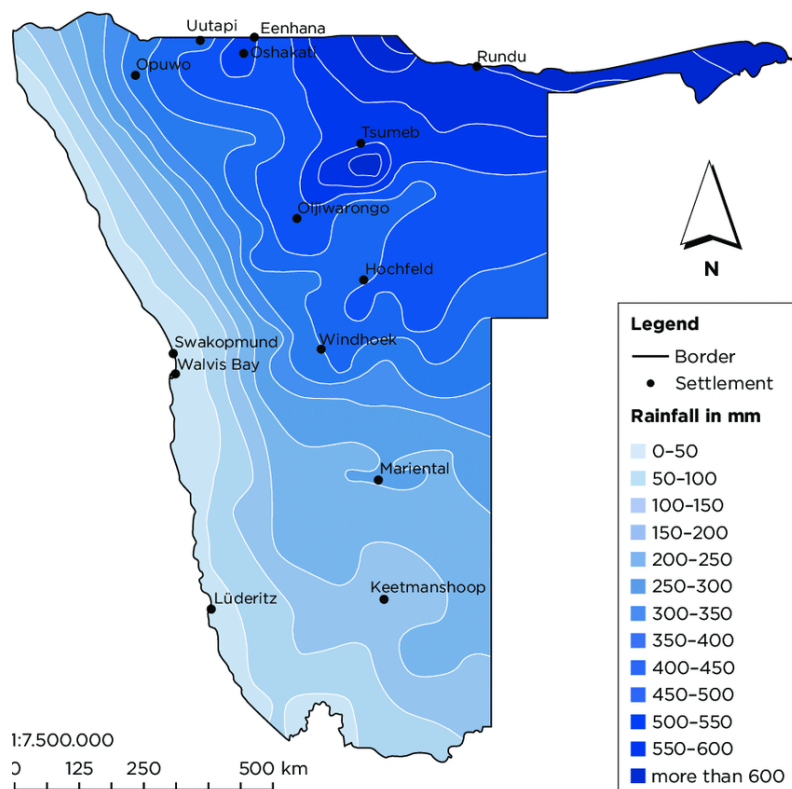 Uutapi
Eenhana
Oshakati
Opuwo
Rundu
Tsumeb
Oljiwarongo
Hochfeld
N
Swakopmund
Windhoek
Walvis Bay
Mariental
Keetmanshoop
Lüderitz
Legend
Border
Settlement
Rainfall in mm
0–50
50–100
100–150
150–200
200–250
250–300
300–350
350–400
400–450
450–500
500–550
550–600
more than 600
1:7.500.000
0 125 250 500 km